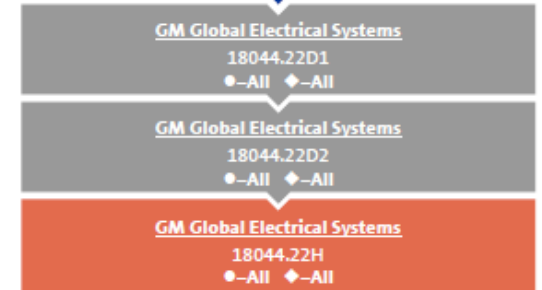 GM Global Electrical Systems
18044.22D1
●–All ◆–All
GM Global Electrical Systems
18044.22D2
●–All ◆–All
GM Global Electrical Systems
18044.22H
●–All ◆–All